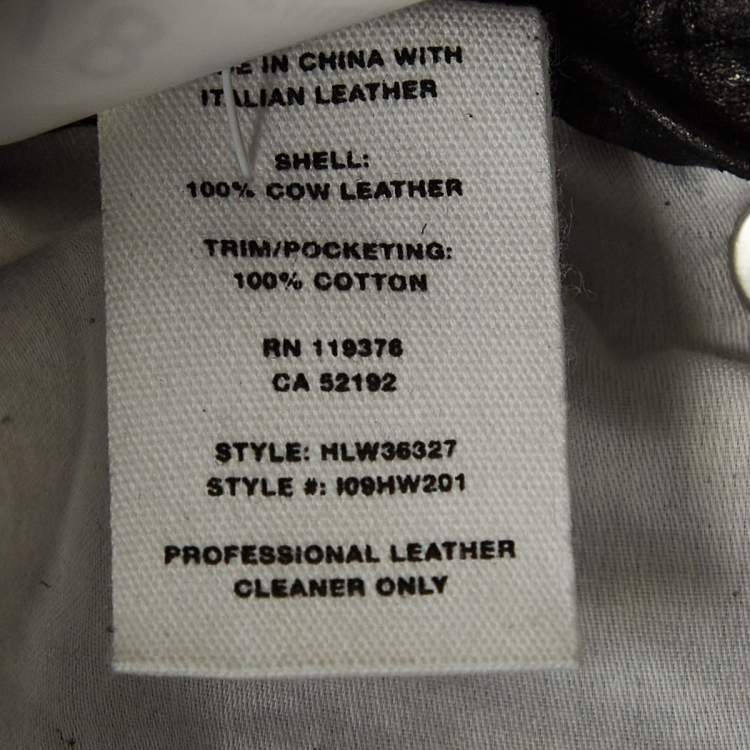 IN CHINA WITH
ITALIAN LEATHER
SHELL:
100% COW LEATHER
TRIM/POCKETING:
100% COTTON
RN 119376
CA 52192
STYLE: HLW36327
STYLE #: I09HW201
PROFESSIONAL LEATHER
CLEANER ONLY